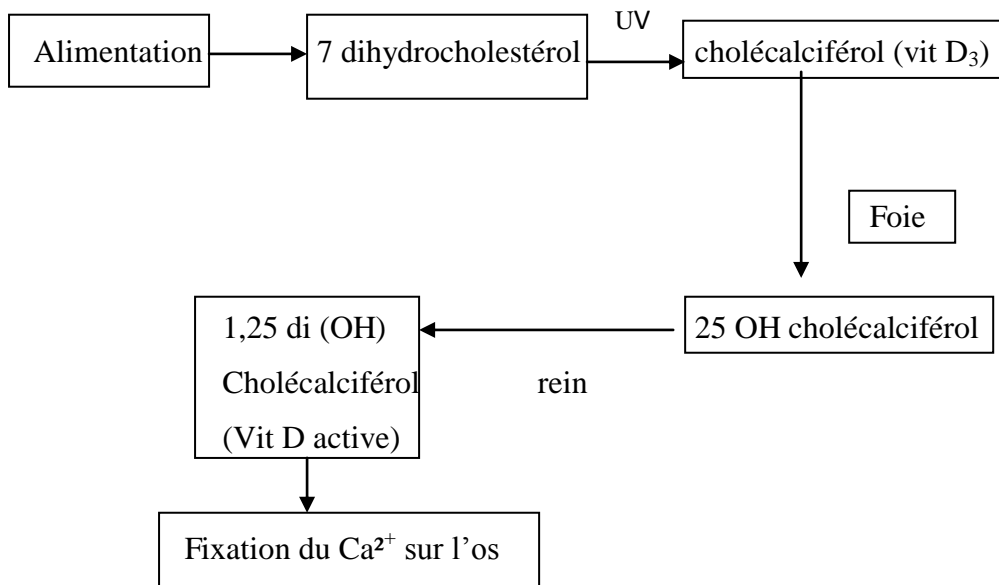 Alimentation
7 dihydrocholestérol
UV
cholécalciférol (vit D₃)
Foie
25 OH cholécalciférol
rein
1,25 di (OH)
Cholécalciférol
(Vit D active)
Fixation du Ca²⁺ sur l’os